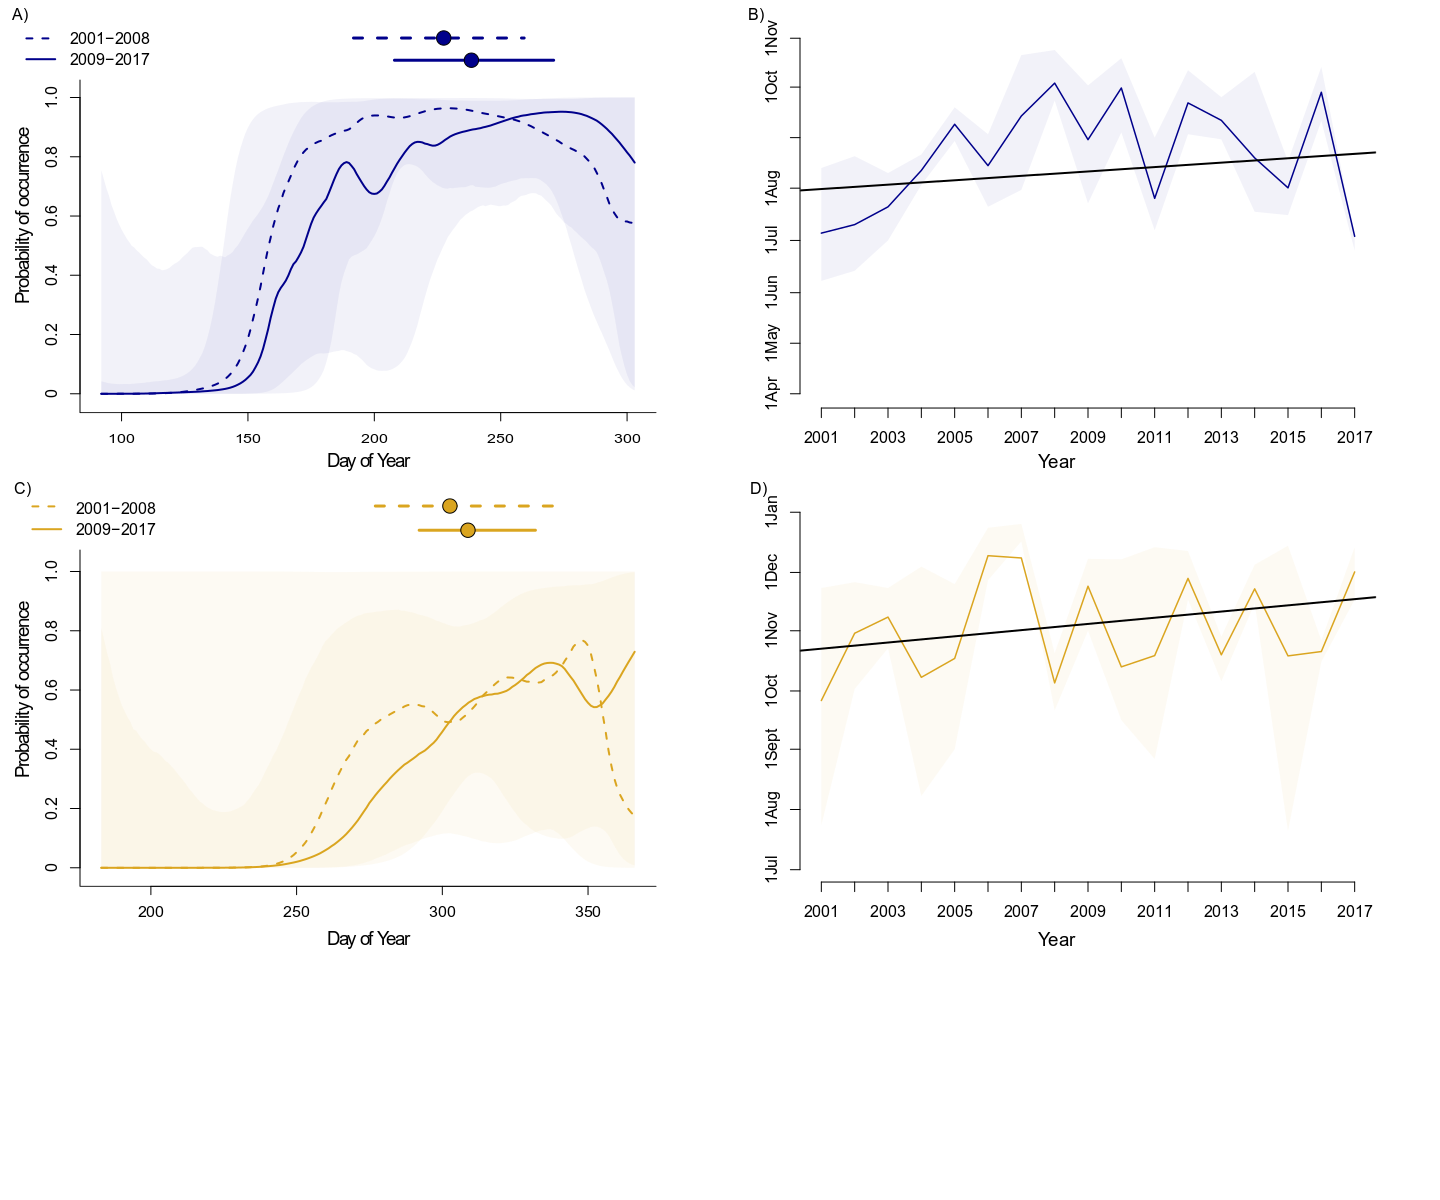 A)
2001−2008
2009−2017
Probability of occurrence
1.0
0.8
0.6
0.4
0.2
0
100 150 200 250 300
Day of Year
B)
1Nov
1Oct
1Aug
1Jul
1Jun
1May
1Apr
2001 2003 2005 2007 2009 2011 2013 2015 2017
Year
C)
2001−2008
2009−2017
Probability of occurrence
1.0
0.8
0.6
0.4
0.2
0
200 250 300 350
Day of Year
D)
1Jan
1Dec
1Nov
1Oct
1Sept
1Aug
1Jul
2001 2003 2005 2007 2009 2011 2013 2015 2017
Year